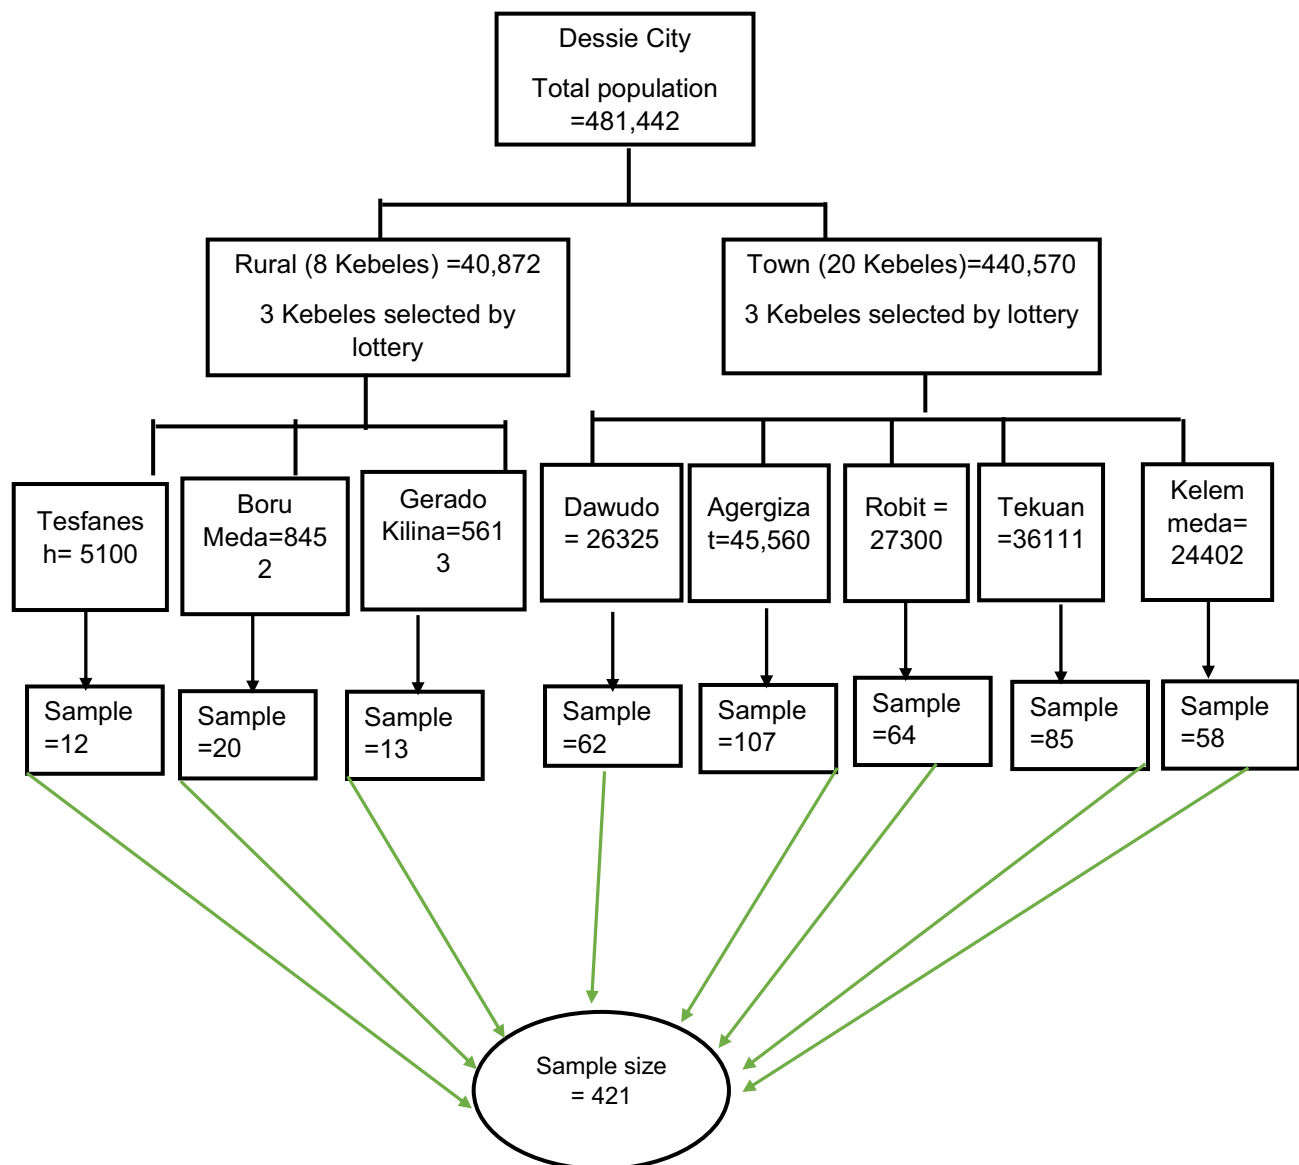 Dessie City
Total population
=481,442
Rural (8 Kebeles) =40,872
3 Kebeles selected by
lottery
Town (20 Kebeles)=440,570
3 Kebeles selected by lottery
Tesfanes
h= 5100
Boru
Meda=845
2
Gerado
Kilina=561
3
Dawudo
= 26325
Agergiza
t=45,560
Robit =
27300
Tekuan
=36111
Kelem
meda=
24402
Sample
=12
Sample
=20
Sample
=13
Sample
=62
Sample
=107
Sample
=64
Sample
=85
Sample
=58
Sample size
= 421